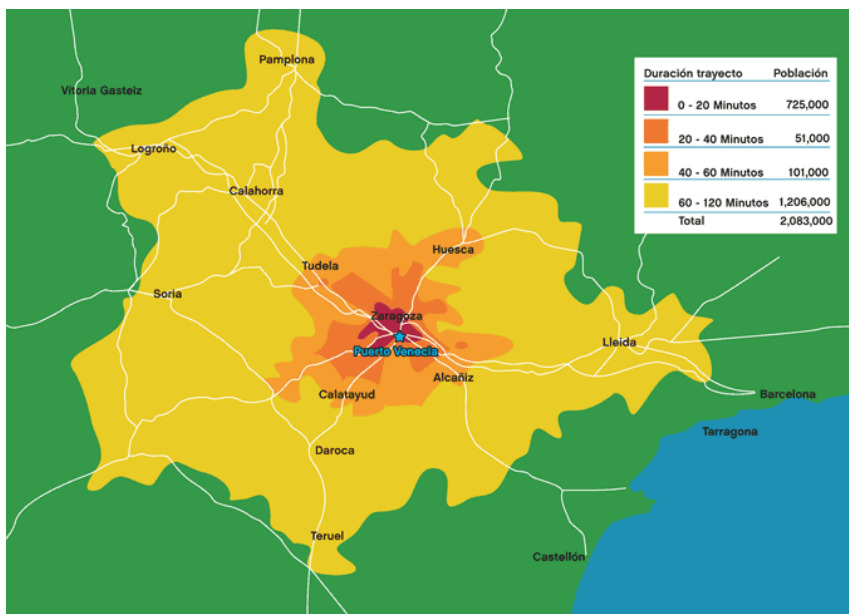 Pamplona
Vitoria Gasteiz
Logroño
Calahorra
Tudela
Huesca
Soria
Zaragoza
Puerto Venecia
Lleida
Alcañiz
Calatayud
Barcelona
Tarragona
Daroca
Teruel
Castellón
Duración trayecto Población
0 - 20 Minutos 725,000
20 - 40 Minutos 51,000
40 - 60 Minutos 101,000
60 - 120 Minutos 1,206,000
Total 2,083,000